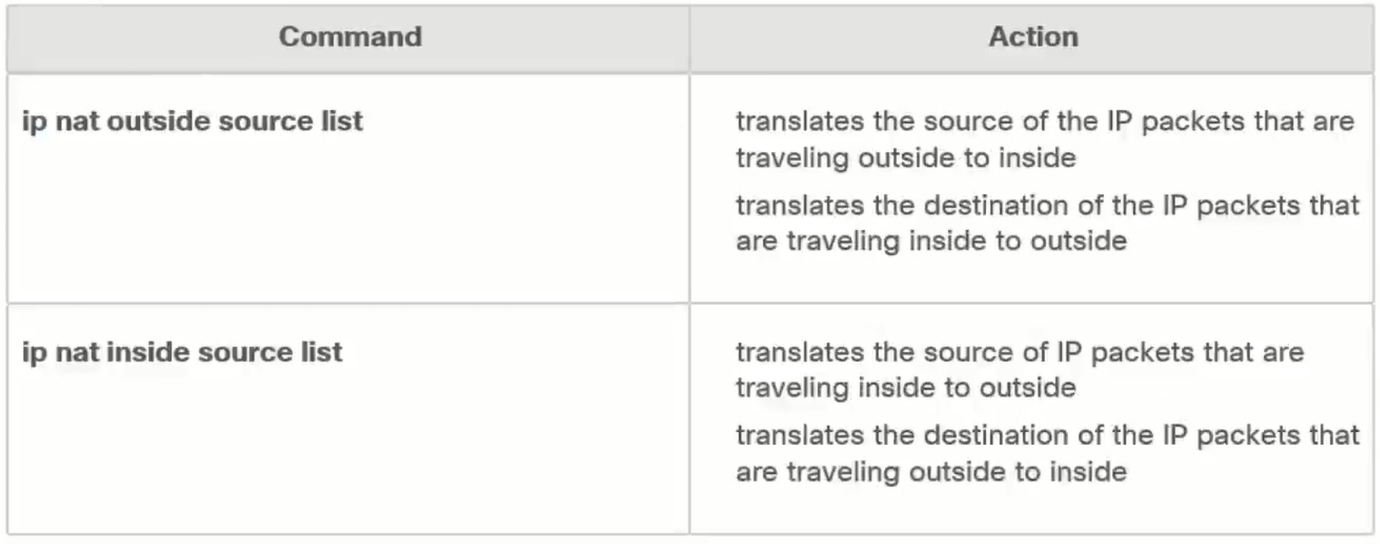 Command
Action
ip nat outside source list
translates the source of the IP packets that are
traveling outside to inside
translates the destination of the IP packets that
are traveling inside to outside
ip nat inside source list
translates the source of IP packets that are
traveling inside to outside
translates the destination of the IP packets that
are traveling outside to inside